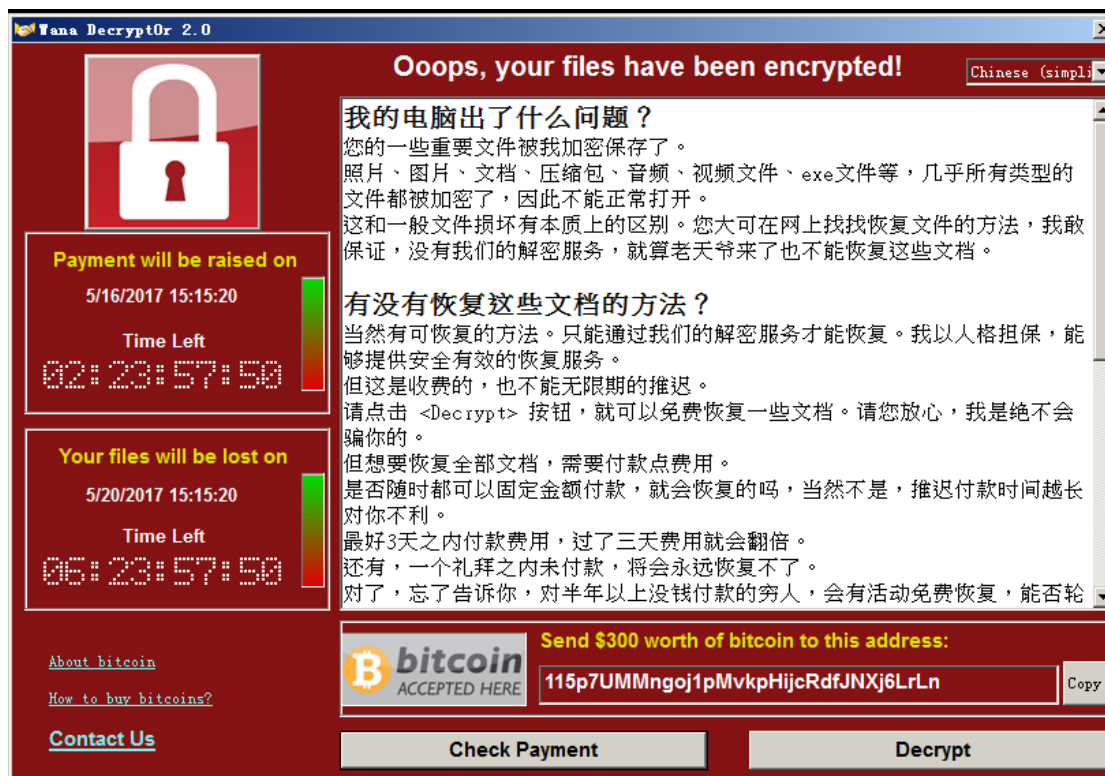 Wana Decrypt0r 2.0
Ooops, your files have been encrypted!
Chinese (simpli
Payment will be raised on
5/16/2017 15:15:20
Time Left
02:23:57:50
Your files will be lost on
5/20/2017 15:15:20
Time Left
06:23:57:50
About bitcoin
How to buy bitcoins?
Contact Us
我的电脑出了什么问题？
您的一些重要文件被我加密保存了。
照片、图片、文档、压缩包、音频、视频文件、exe文件等，几乎所有类型的
文件都被加密了，因此不能正常打开。
这和一般文件损坏有本质上的区别。您大可在网上找找恢复文件的方法，我敢
保证，没有我们的解密服务，就算老天爷来了也不能恢复这些文档。
有没有恢复这些文档的方法？
当然有可恢复的方法。只能通过我们的解密服务才能恢复。我以人格担保，能
够提供安全有效的恢复服务。
但这是收费的，也不能无限期的推迟。
请点击 <Decrypt> 按钮，就可以免费恢复一些文档。请您放心，我是绝不会
骗你的。
但想要恢复全部文档，需要付款点费用。
是否随时都可以固定金额付款，就会恢复的吗，当然不是，推迟付款时间越长
对你不利。
最好3天之内付款费用，过了三天费用就会翻倍。
还有，一个礼拜之内未付款，将会永远恢复不了。
对了，忘了告诉你，对半年以上没钱付款的穷人，会有活动免费恢复，能否轮
bitcoin
ACCEPTED HERE
Send $300 worth of bitcoin to this address:
115p7UMMngoj1pMvkpHijcRdfJNXj6LrLn
Copy
Check Payment
Decrypt